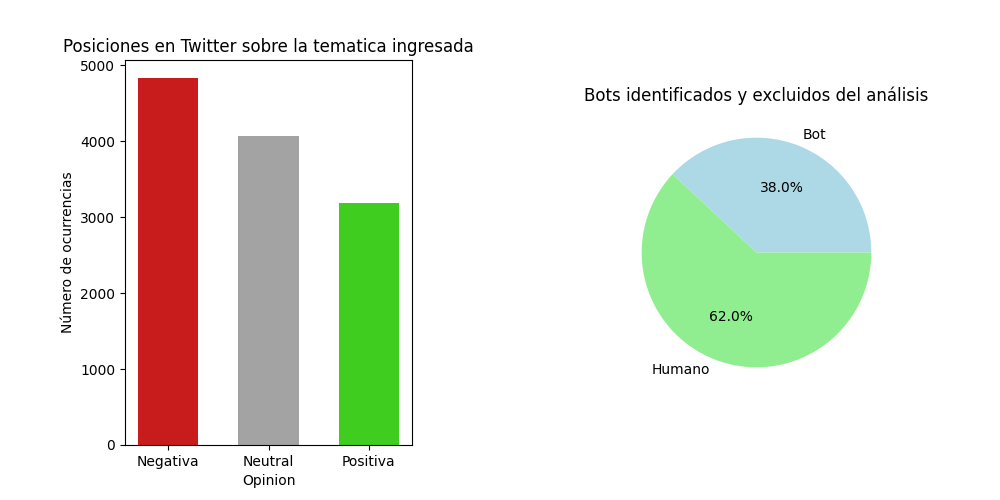 Posiciones en Twitter sobre la tematica ingresada
5000
4000
3000
2000
1000
0
Número de ocurrencias
Negativa
Neutral
Positiva
Opinion
Bots identificados y excluidos del análisis
Bot
38.0%
62.0%
Humano